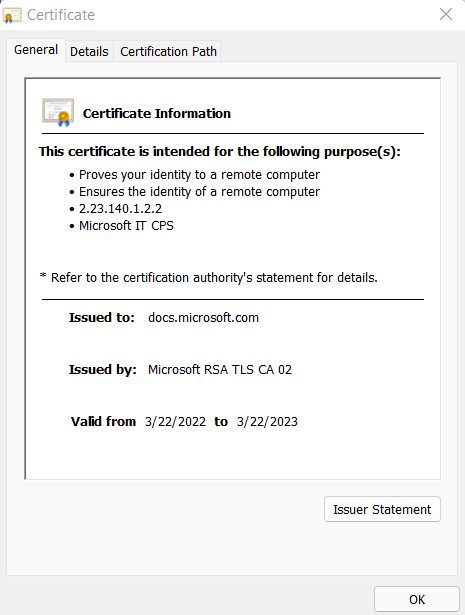 Certificate
General Details Certification Path
Certificate Information
This certificate is intended for the following purpose(s):
• Proves your identity to a remote computer
• Ensures the identity of a remote computer
• 2.23.140.1.2.2
• Microsoft IT CPS
* Refer to the certification authority's statement for details.
Issued to: docs.microsoft.com
Issued by: Microsoft RSA TLS CA 02
Valid from 3/22/2022 to 3/22/2023
Issuer Statement
OK